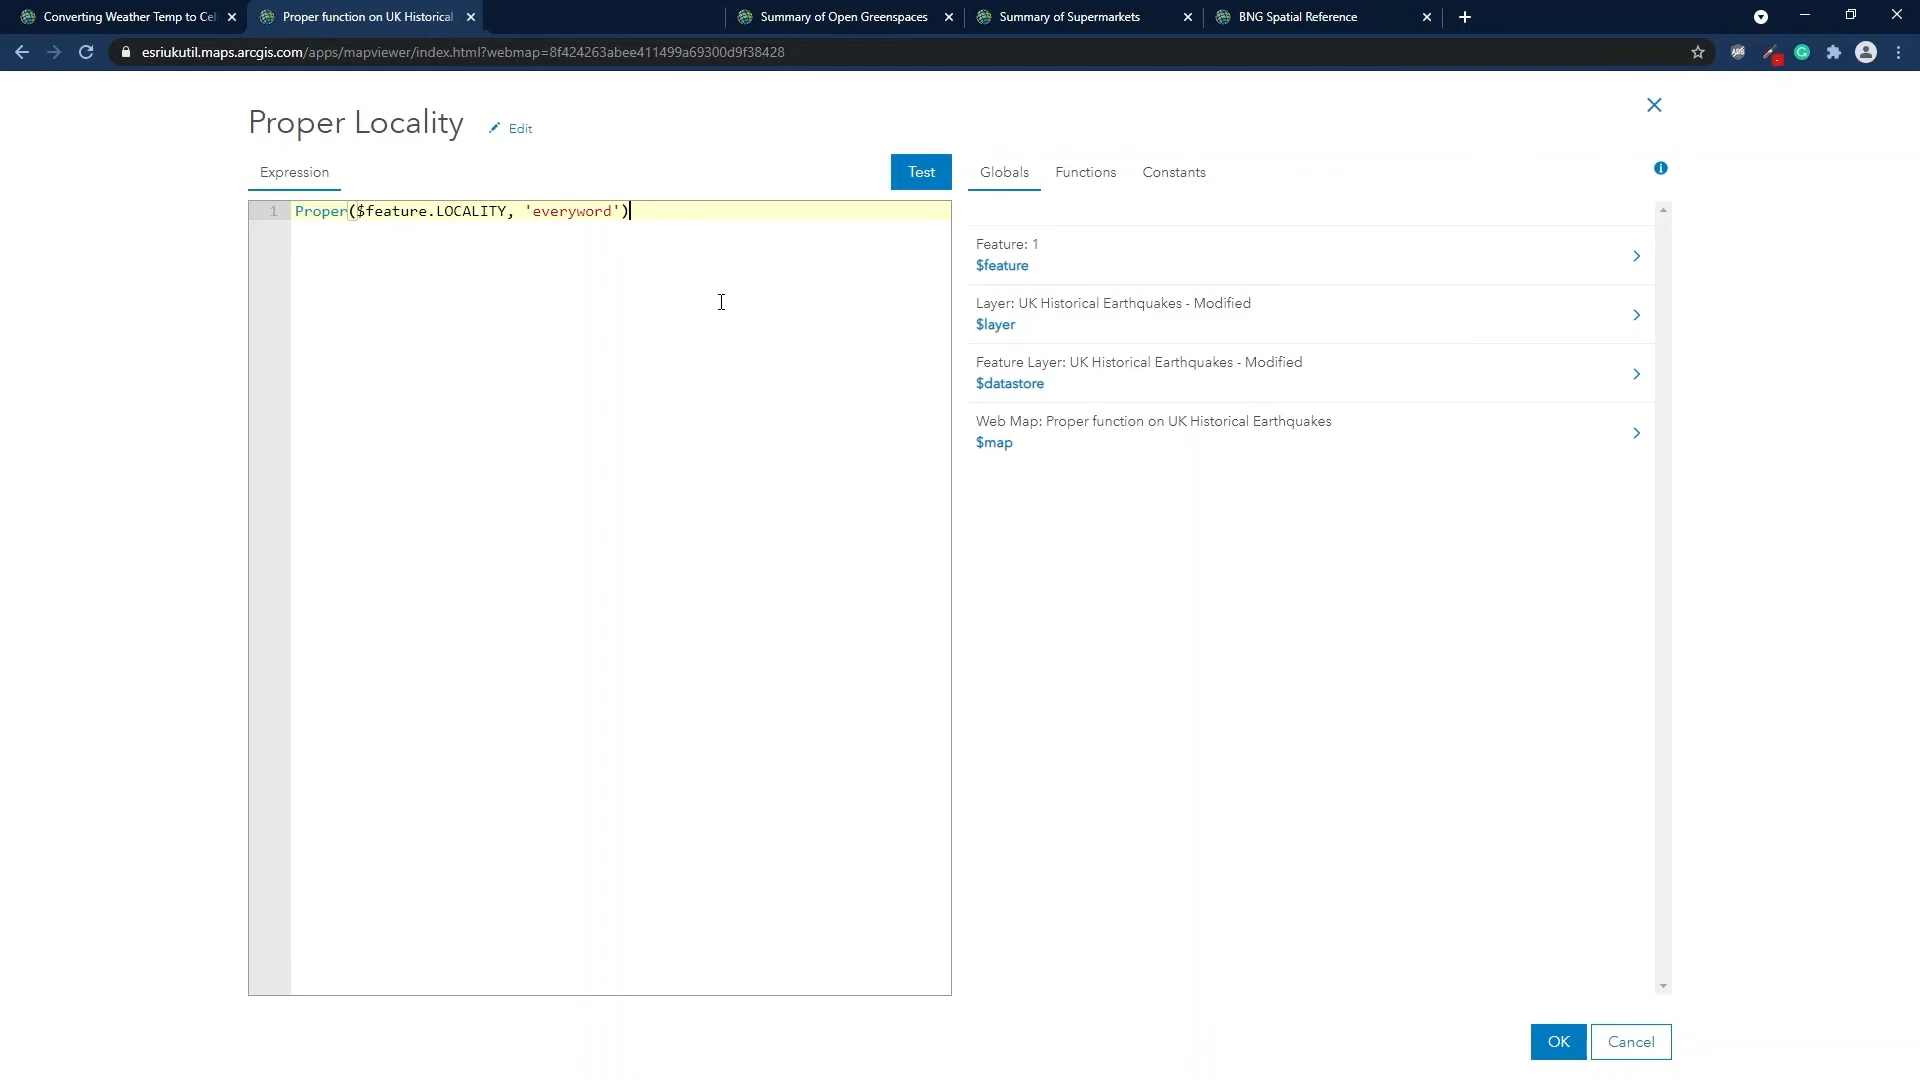 Converting Weather Temp to Cel
Proper function on UK Historical
Summary of Open Greenspaces
Summary of Supermarkets
BNG Spatial Reference
esriukutil.maps.arcgis.com/apps/mapviewer/index.html?webmap=8f424263abee411499a69300d9f38428
Proper Locality
Edit
Expression
Test
Globals
Functions
Constants
1
Proper($feature.LOCALITY, 'everyword')
Feature: 1
$feature
Layer: UK Historical Earthquakes - Modified
$layer
Feature Layer: UK Historical Earthquakes - Modified
$datastore
Web Map: Proper function on UK Historical Earthquakes
$map
OK
Cancel